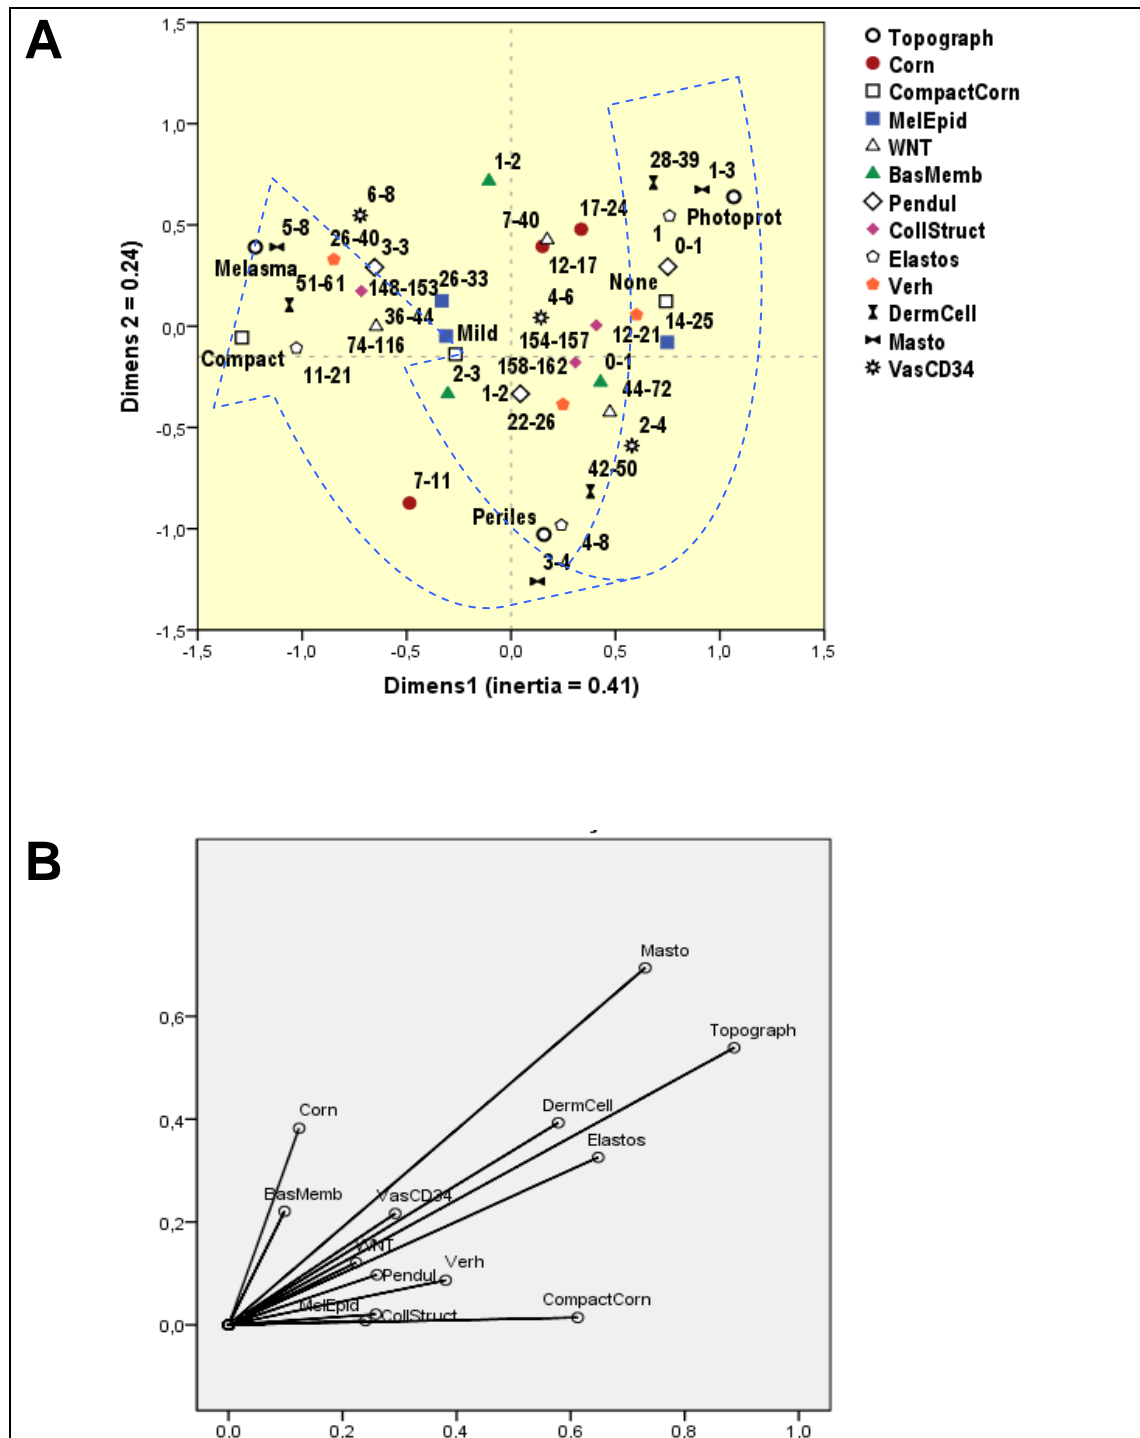 A
1,5
1,0
0,5
0,0
-0,5
-1,0
-1,5
Dimens 2 = 0.24)
-1,5 -1,0 -0,5 0,0 0,5 1,0 1,5
Dimens1 (inertia = 0.41)
1-2
28-39
1-3
6-8
7-40
17-24
Photoprot
5-8
26-40
3-3
1
0-1
12-17
Melasma
51-61
148-153
26-33
None
4-6
36-44
Mild
154-157
12-21
14-25
74-116
Compact
11-21
2-3
158-162
0-1
1-2
44-72
22-26
2-4
42-50
7-11
Periles
4-8
3-4
Topograph
Corn
CompactCorn
MelEpid
WNT
BasMemb
Pendul
CollStruct
Elastos
Verh
DermCell
Masto
VasCD34
B
Masto
Topograph
Corn
DermCell
Elastos
BasMemb
VasCD34
WNT
Verh
Pendul
MelEpid
CollStruct
CompactCorn
0,6
0,4
0,2
0,0
0.0 0.2 0.4 0.6 0.8 1.0